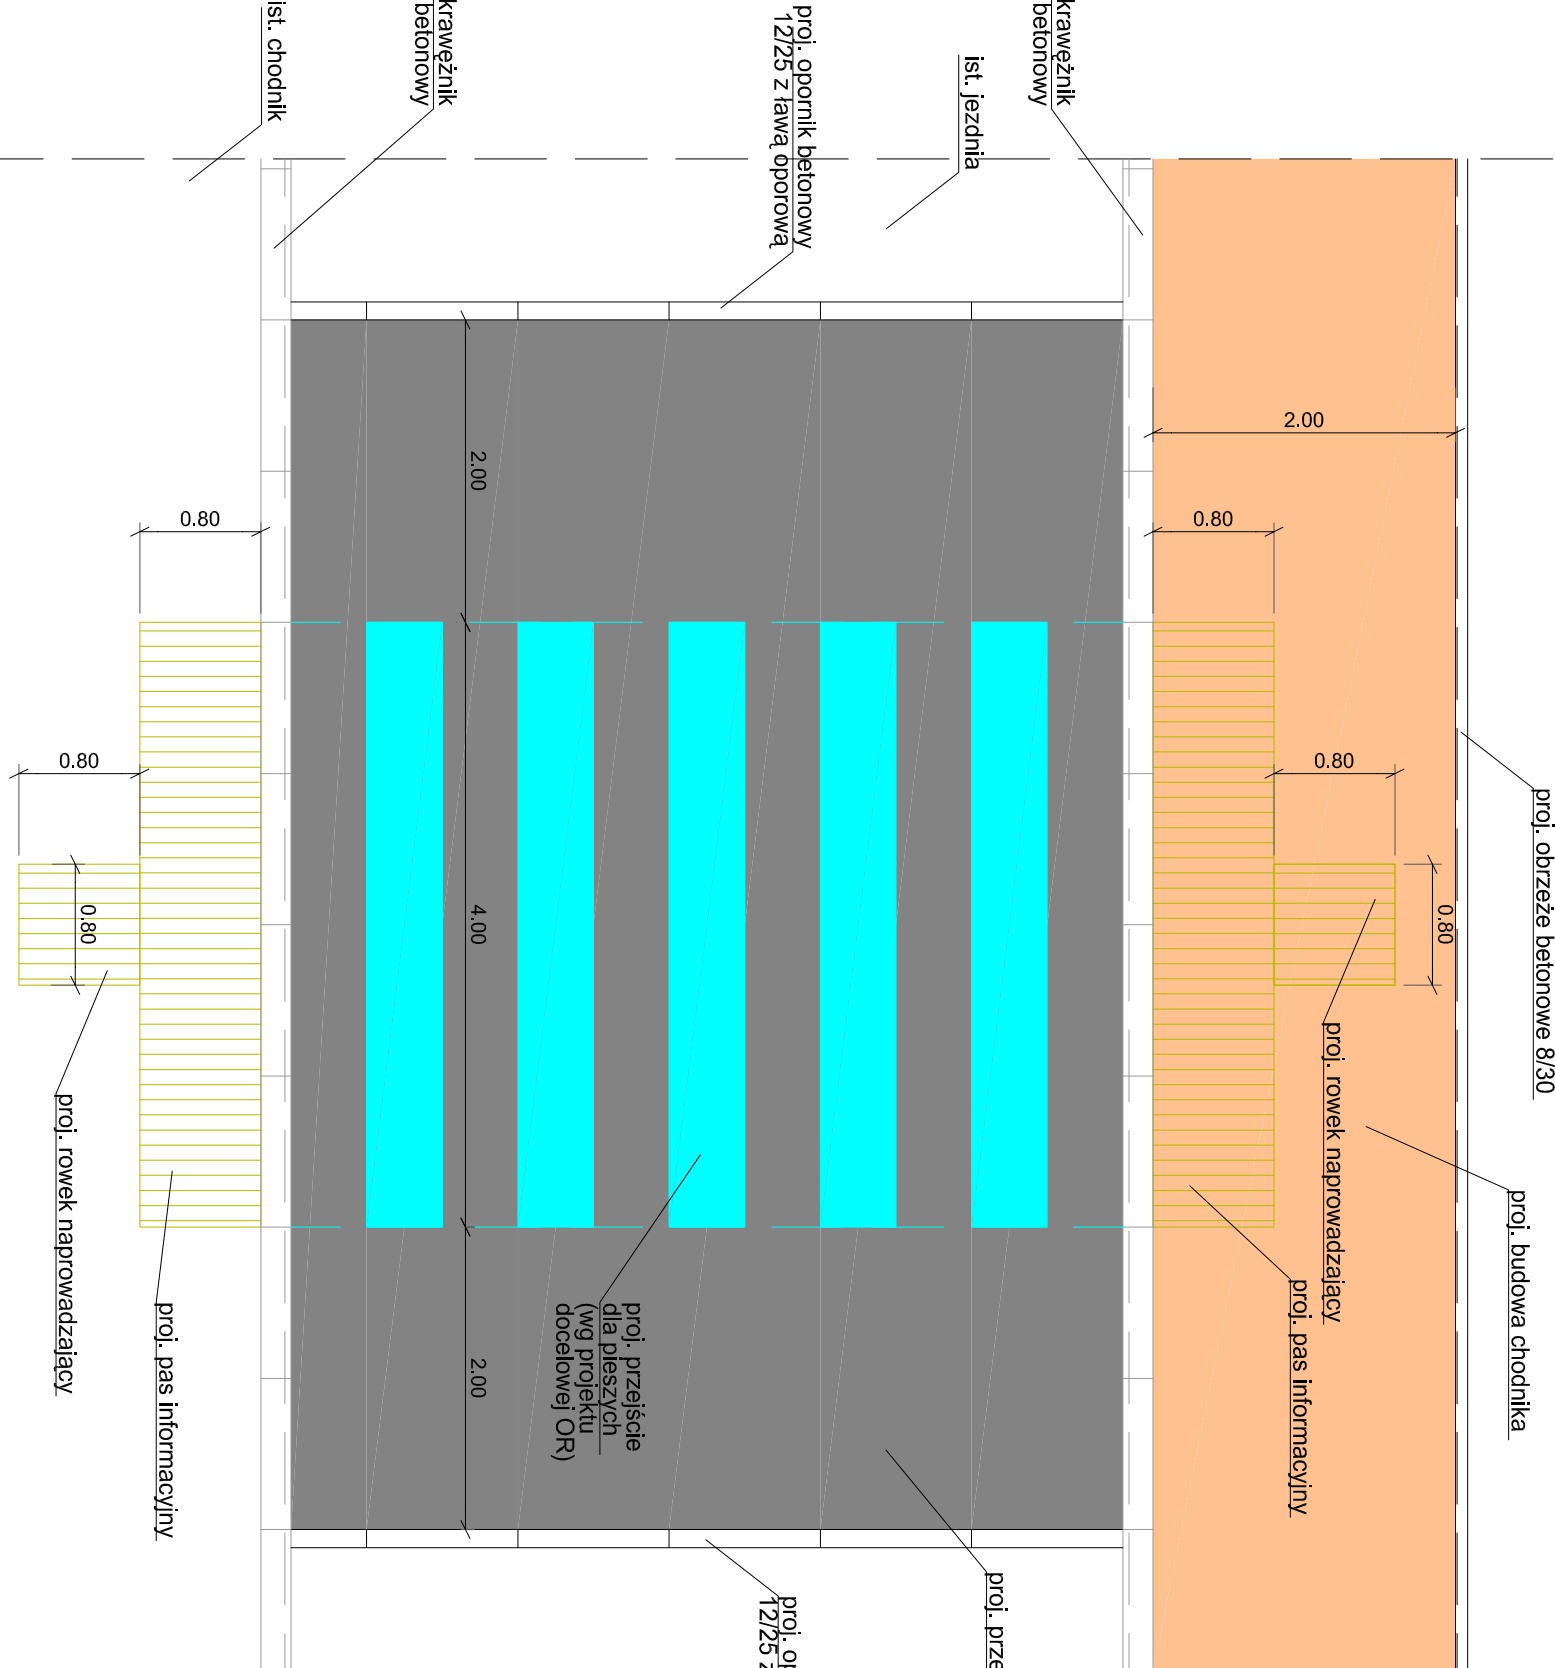 ist. chodnik
krawężnik
betonowy
proj. opornik betonowy
12/25 z ławą oporową
ist. jezdnia
krawężnik
betonowy
2.00
2.00
0.80
0.80
0.80
0.80
0.80
0.80
4.00
2.00
proj. obrzeże betonowe 8/30
proj. budowa chodnika
proj. rowek naprowadzający
proj. pas informacyjny
proj. rowek naprowadzający
proj. pas informacyjny
proj. przejście
dla pieszych
(wg projektu
docelowej OR)
proj. prze
proj. op
12/25 z